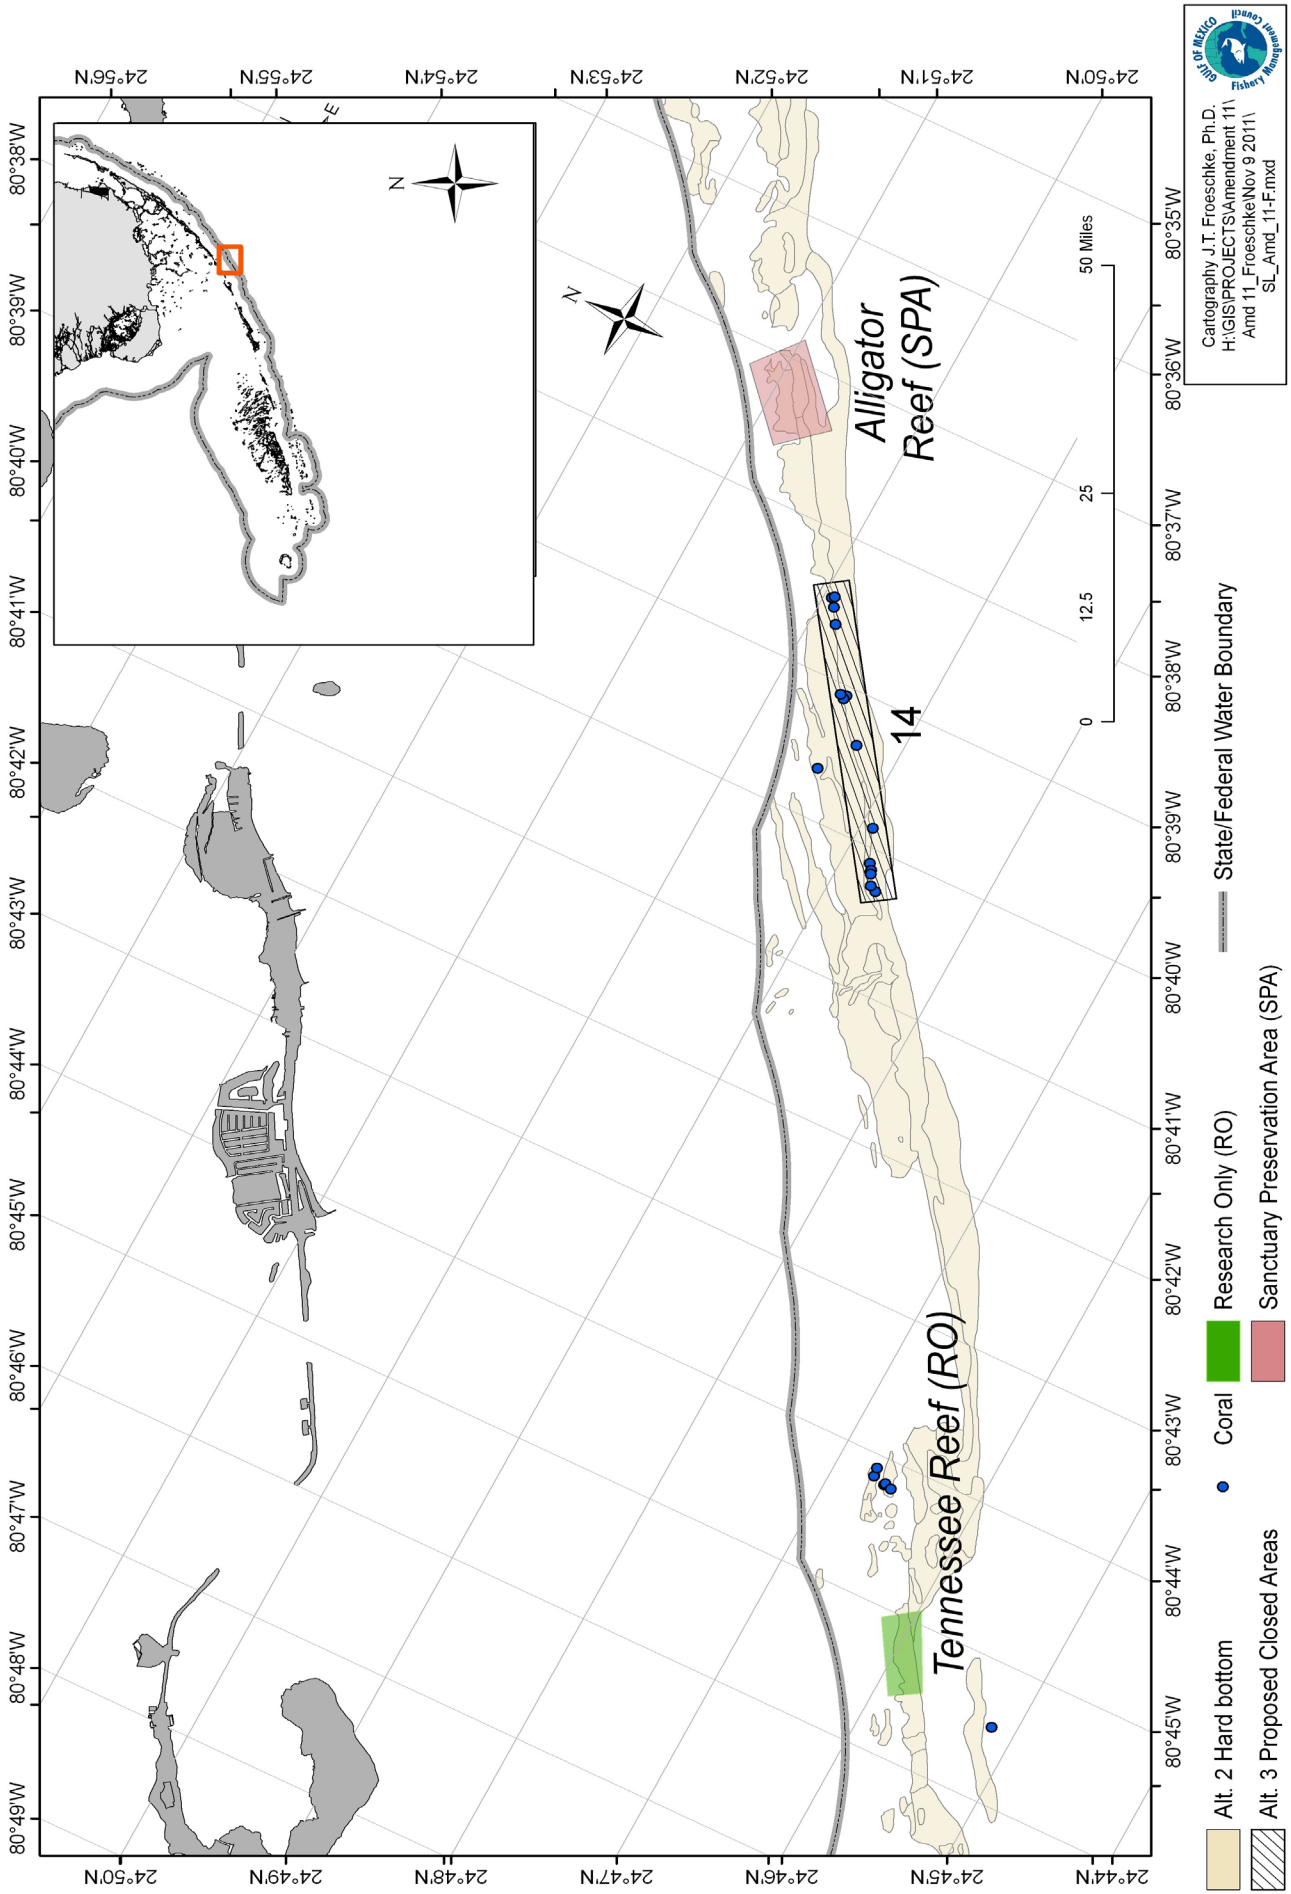 80°49'W
80°48'W
80°47'W
80°46'W
80°45'W
80°44'W
80°43'W
80°42'W
80°41'W
80°40'W
80°39'W
80°38'W
24°56'N
24°55'N
24°54'N
24°53'N
24°52'N
24°51'N
24°50'N
24°50'N
24°49'N
24°48'N
24°47'N
24°46'N
24°45'N
24°44'N
N
N
E
Alligator
Reef (SPA)
14
Tennessee Reef (RO)
0
12.5
25
50 Miles
80°45'W
80°44'W
80°43'W
80°42'W
80°41'W
80°40'W
80°39'W
80°38'W
80°37'W
80°36'W
80°35'W
Alt. 2 Hard bottom
Alt. 3 Proposed Closed Areas
Coral
Research Only (RO)
Sanctuary Preservation Area (SPA)
State/Federal Water Boundary
Cartography J.T. Froeschke, Ph.D.
H:\GIS\PROJECTS\Amendment 11\
Amd 11_Froeschke\Nov 9 2011\
SL_Amd_11-F.mxd
GULF OF MEXICO
Fishery Management Council